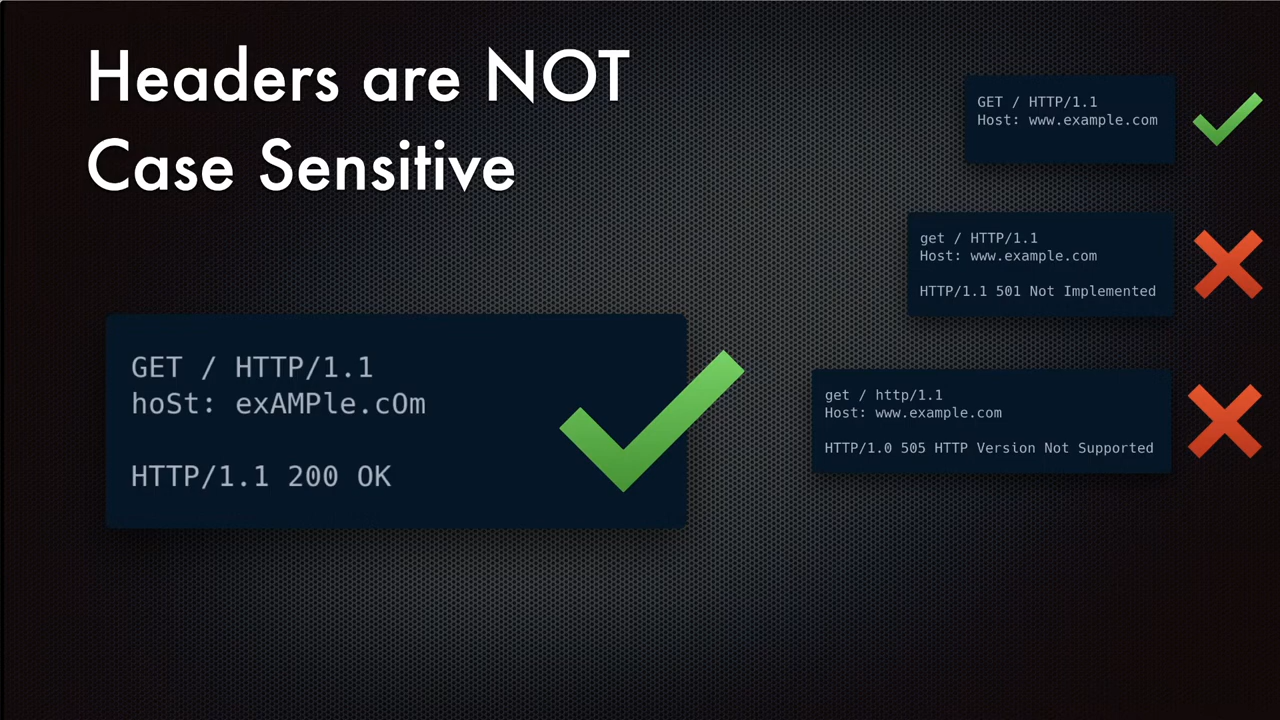 Headers are NOT
Case Sensitive
GET / HTTP/1.1
hoSt: exAMPle.cOm
HTTP/1.1 200 OK
GET / HTTP/1.1
Host: www.example.com
get / HTTP/1.1
Host: www.example.com
HTTP/1.1 501 Not Implemented
get / http/1.1
Host: www.example.com
HTTP/1.0 505 HTTP Version Not Supported